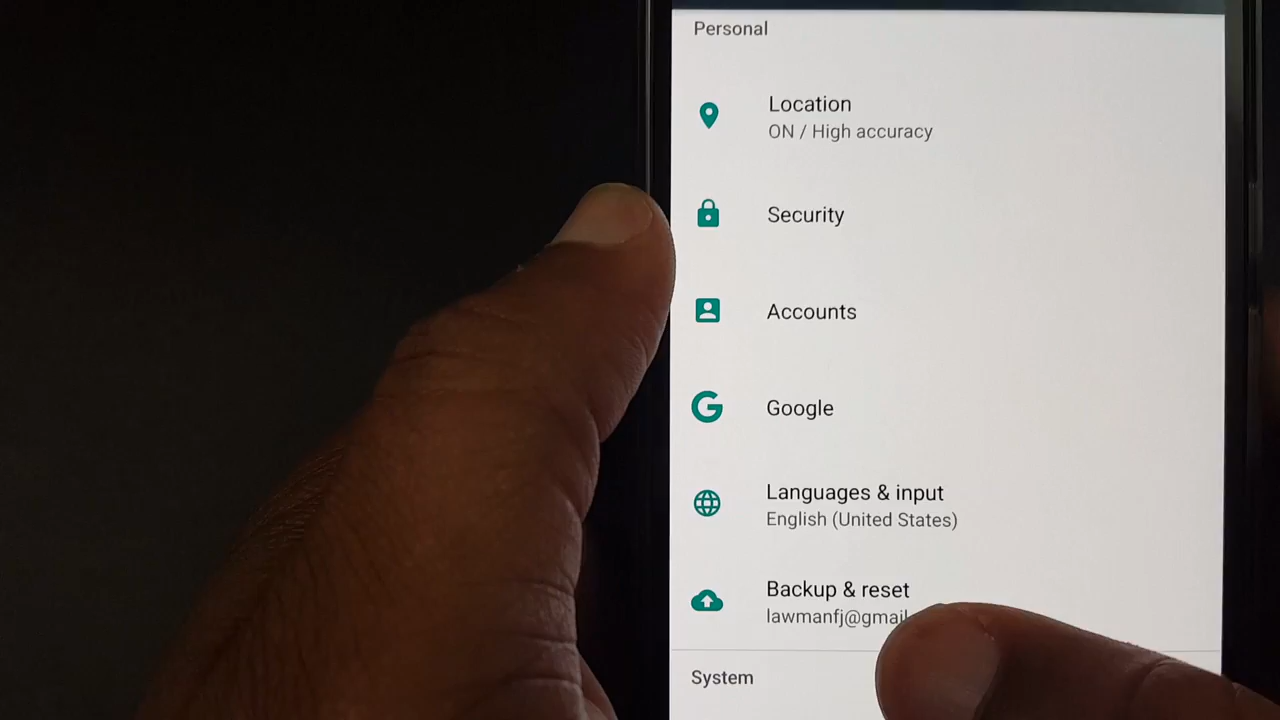 Personal
Location
ON / High accuracy
Security
Accounts
Google
Languages & input
English (United States)
Backup & reset
lawmanfj@gmail
System